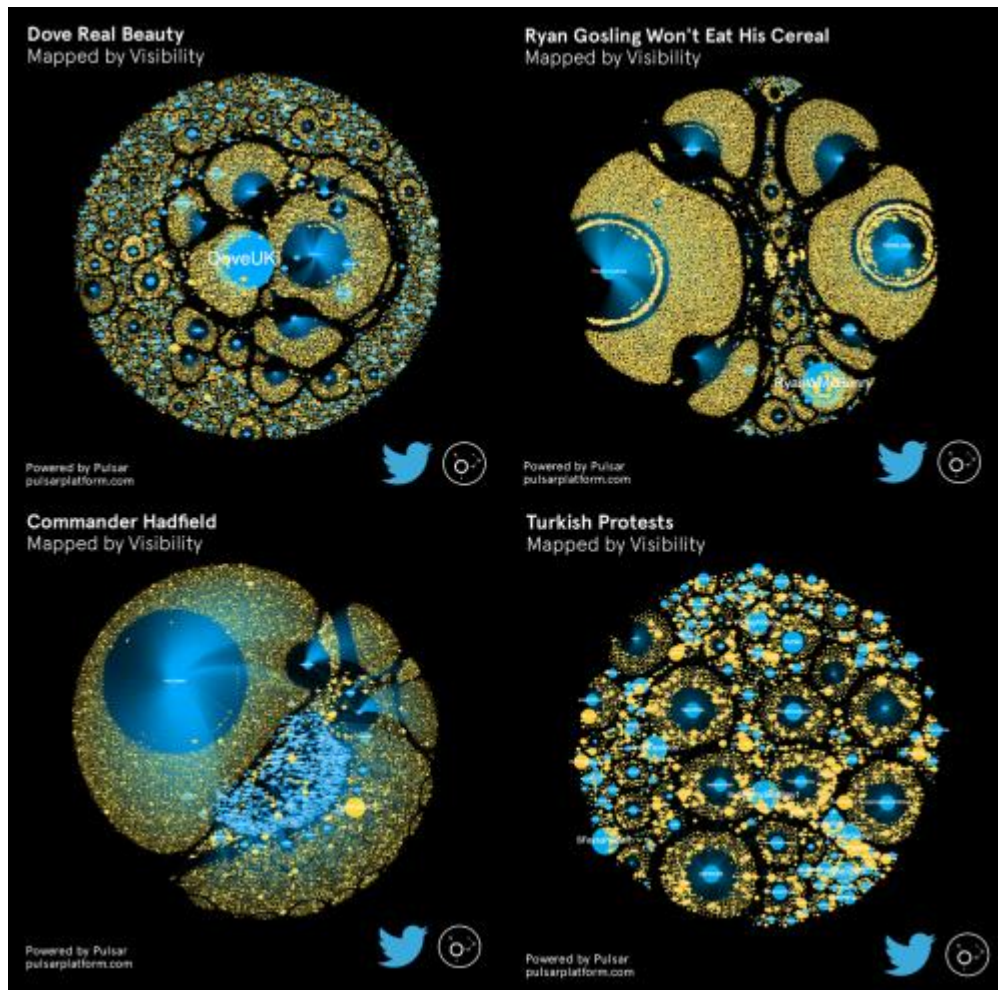 Dove Real Beauty
Mapped by Visibility
DoveUK
Powered by Pulsar
pulsarplatform.com
Ryan Gosling Won't Eat His Cereal
Mapped by Visibility
Powered by Pulsar
pulsarplatform.com
Commander Hadfield
Mapped by Visibility
Powered by Pulsar
pulsarplatform.com
Turkish Protests
Mapped by Visibility
Powered by Pulsar
pulsarplatform.com